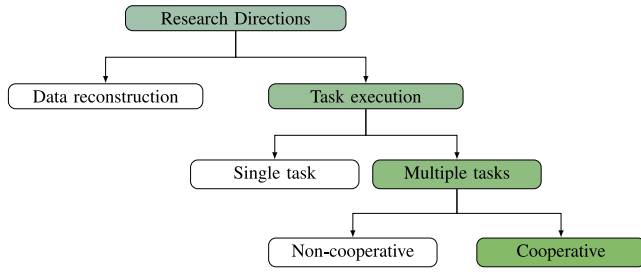 Research Directions
Data reconstruction
Task execution
Single task
Multiple tasks
Non-cooperative
Cooperative